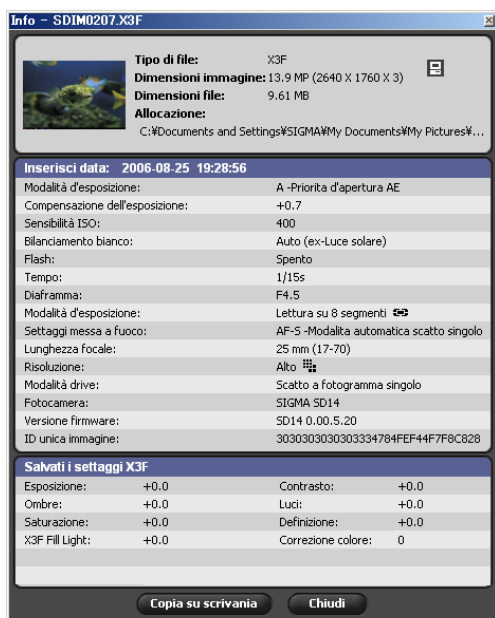 Info - SDIM0207.X3F
Tipo di file: X3F
Dimensioni immagine: 13.9 MP (2640 X 1760 X 3)
Dimensioni file: 9.61 MB
Allocazione:
C:¥Documents and Settings¥SIGMA¥My Documents¥My Pictures¥...
Inserisci data: 2006-08-25 19:28:56
Modalità d'esposizione: A -Priorita d'apertura AE
Compensazione dell'esposizione: +0.7
Sensibilità ISO: 400
Bilanciamento bianco: Auto (ex-Luce solare)
Flash: Spento
Tempo: 1/15s
Diaframma: F4.5
Modalità d'esposizione: Lettura su 8 segmenti
Settaggi messa a fuoco: AF-S -Modalita automatica scatto singolo
Lunghezza focale: 25 mm (17-70)
Risoluzione: Alto
Modalità drive: Scatto a fotogramma singolo
Fotocamera: SIGMA SD14
Versione firmware: SD14 0.00.5.20
ID unica immagine: 3030303030303334784FEF44F7F8C828
Salvati i settaggi X3F
Esposizione: +0.0 Contrasto: +0.0
Ombre: +0.0 Luci: +0.0
Saturazione: +0.0 Definizione: +0.0
X3F Fill Light: +0.0 Correzione colore: 0
Copia su scrivania Chiudi